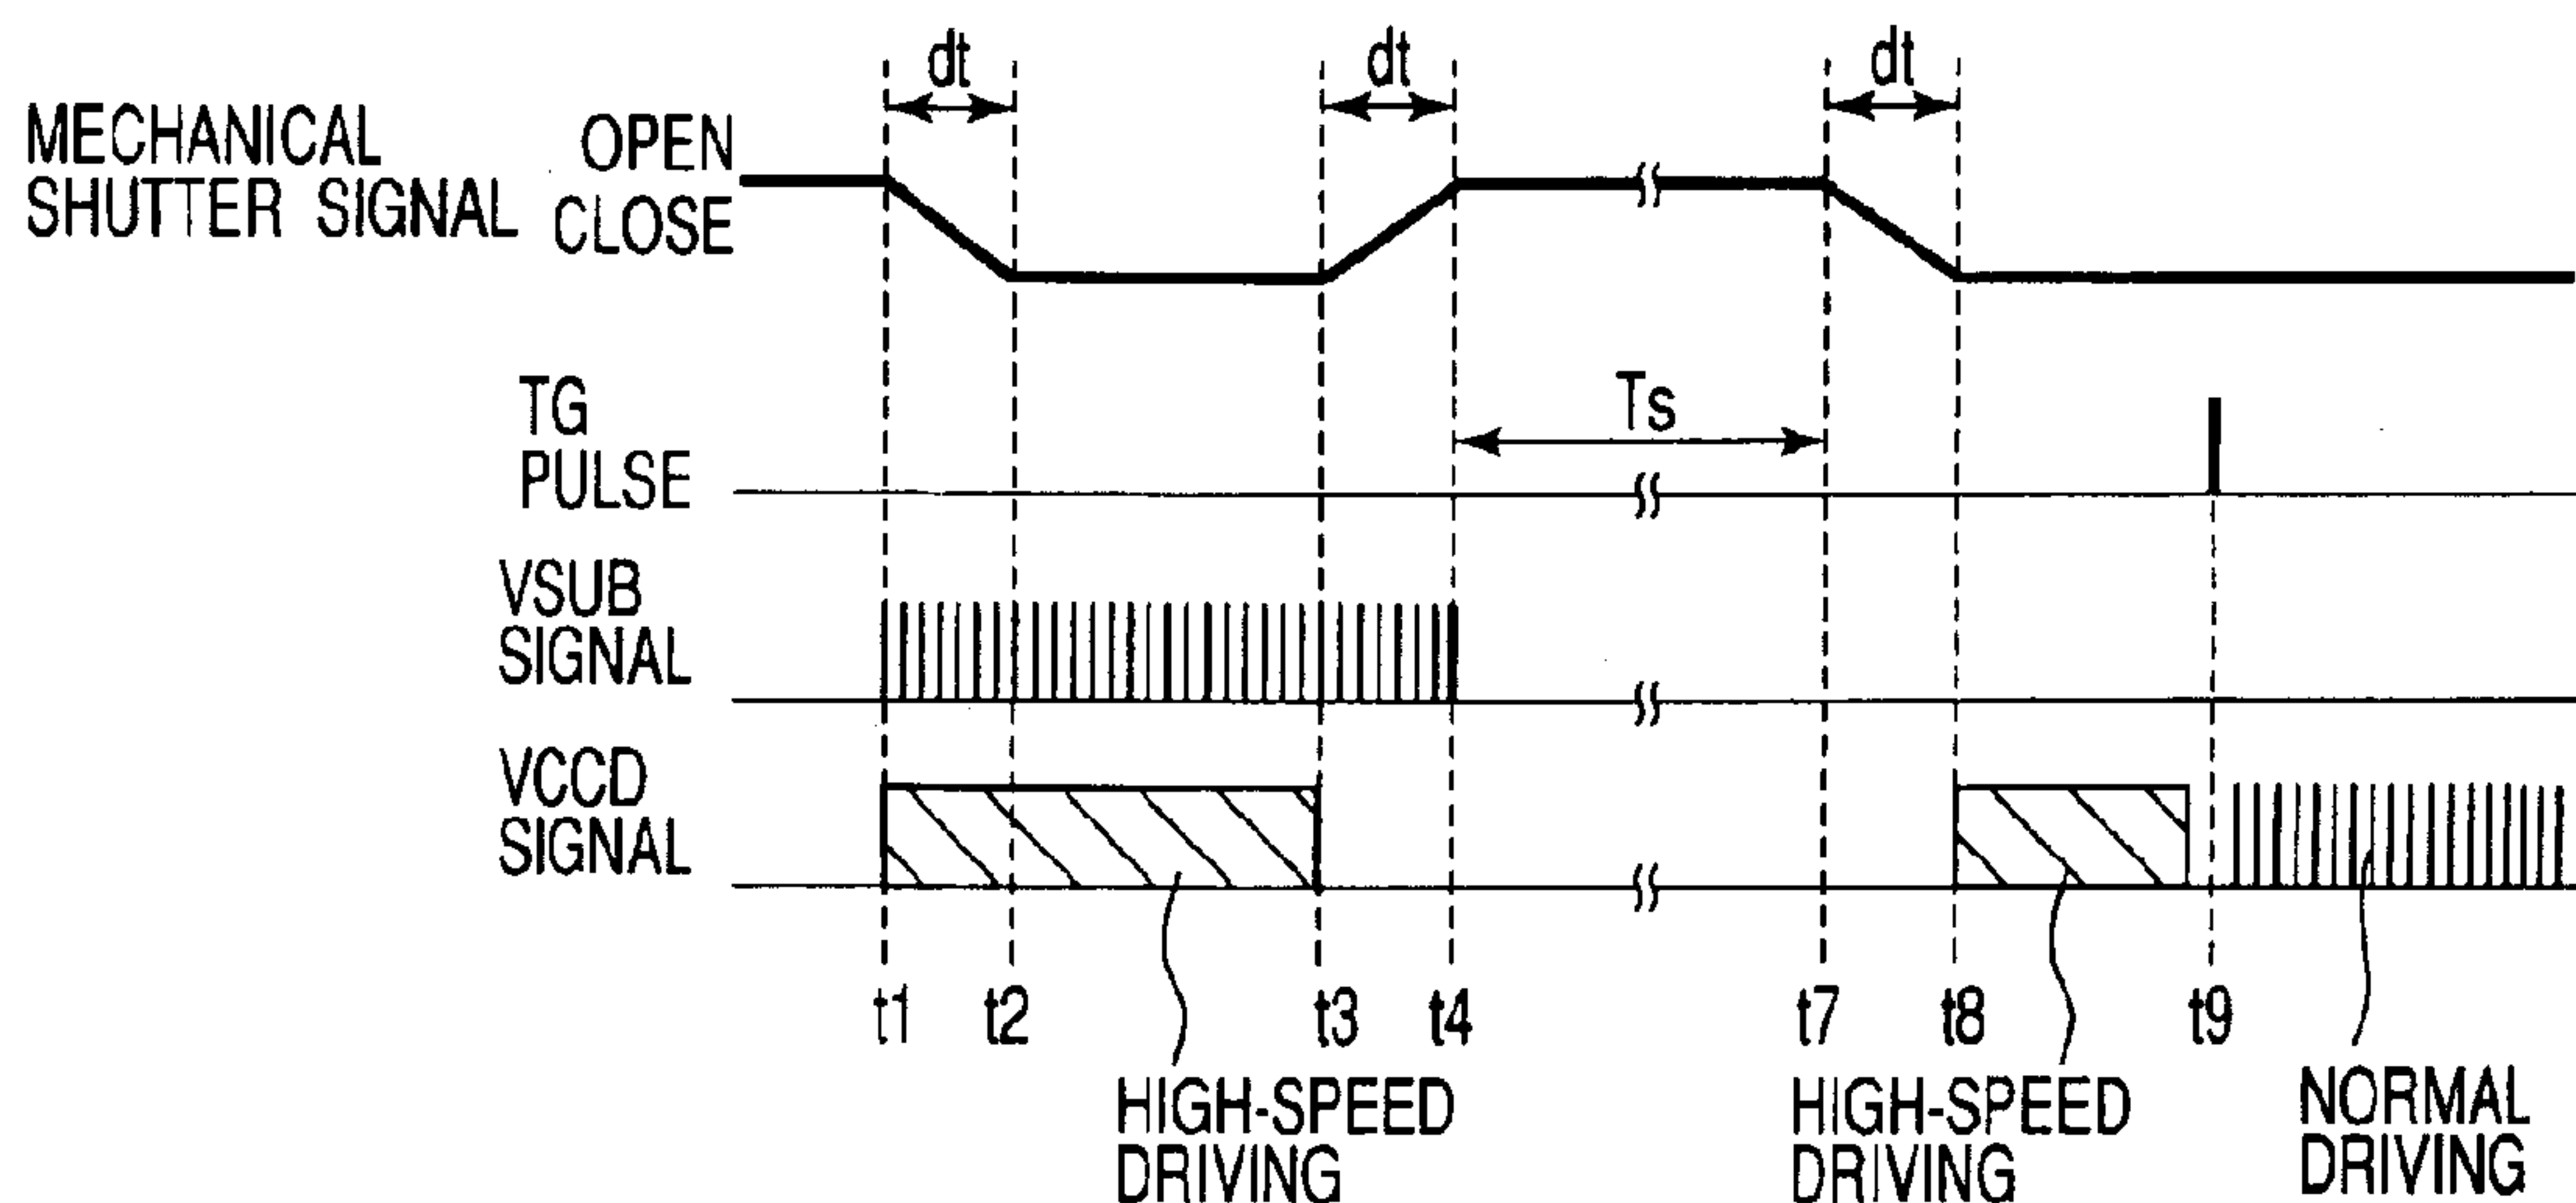 dt dt dt
MECHANICAL
SHUTTER SIGNAL
OPEN
CLOSE
TG
PULSE
Ts
VSUB
SIGNAL
VCCD
SIGNAL
t1 t2 t3 t4 t7 t8 t9
HIGH-SPEED
DRIVING
HIGH-SPEED
DRIVING
NORMAL
DRIVING